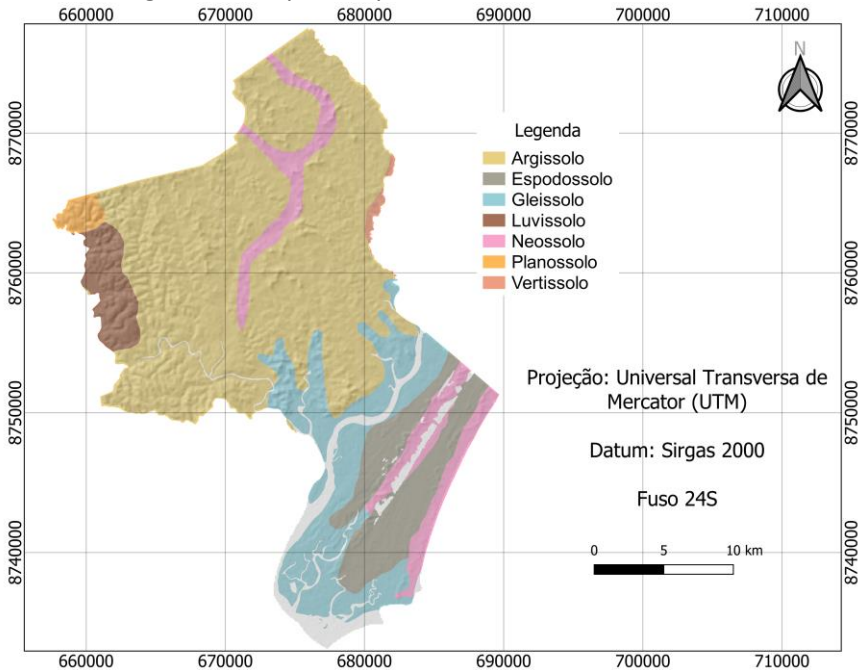 660000 670000 680000 690000 700000 710000
N
8770000 8770000
Legenda
Argissolo
Espodossolo
Gleissolo
Luvissolo
Neossolo
Planossolo
Vertissolo
8760000 8760000
Projeção: Universal Transversa de
Mercator (UTM)
8750000 8750000
Datum: Sirgas 2000
Fuso 24S
0 5 10 km
8740000 8740000
660000 670000 680000 690000 700000 710000